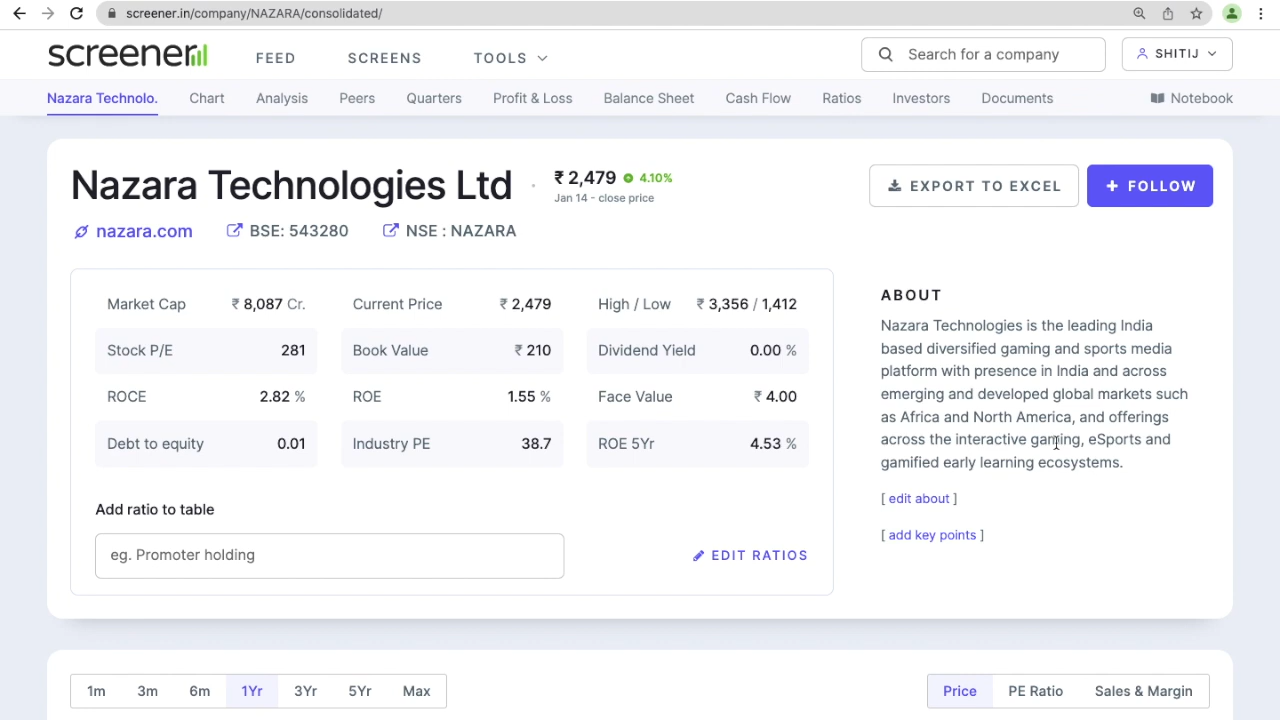 screener.in/company/NAZARA/consolidated/
screener FEED SCREENS TOOLS Search for a company SHITIJ
Nazara Technolo. Chart Analysis Peers Quarters Profit & Loss Balance Sheet Cash Flow Ratios Investors Documents Notebook
Nazara Technologies Ltd · ₹ 2,479 4.10% EXPORT TO EXCEL + FOLLOW
Jan 14 - close price
nazara.com BSE: 543280 NSE : NAZARA
Market Cap ₹ 8,087 Cr. Current Price ₹ 2,479 High / Low ₹ 3,356 / 1,412
Stock P/E 281 Book Value ₹ 210 Dividend Yield 0.00 %
ROCE 2.82 % ROE 1.55 % Face Value ₹ 4.00
Debt to equity 0.01 Industry PE 38.7 ROE 5Yr 4.53 %
Add ratio to table
eg. Promoter holding EDIT RATIOS
ABOUT
Nazara Technologies is the leading India
based diversified gaming and sports media
platform with presence in India and across
emerging and developed global markets such
as Africa and North America, and offerings
across the interactive gaming, eSports and
gamified early learning ecosystems.
[ edit about ]
[ add key points ]
1m 3m 6m 1Yr 3Yr 5Yr Max Price PE Ratio Sales & Margin